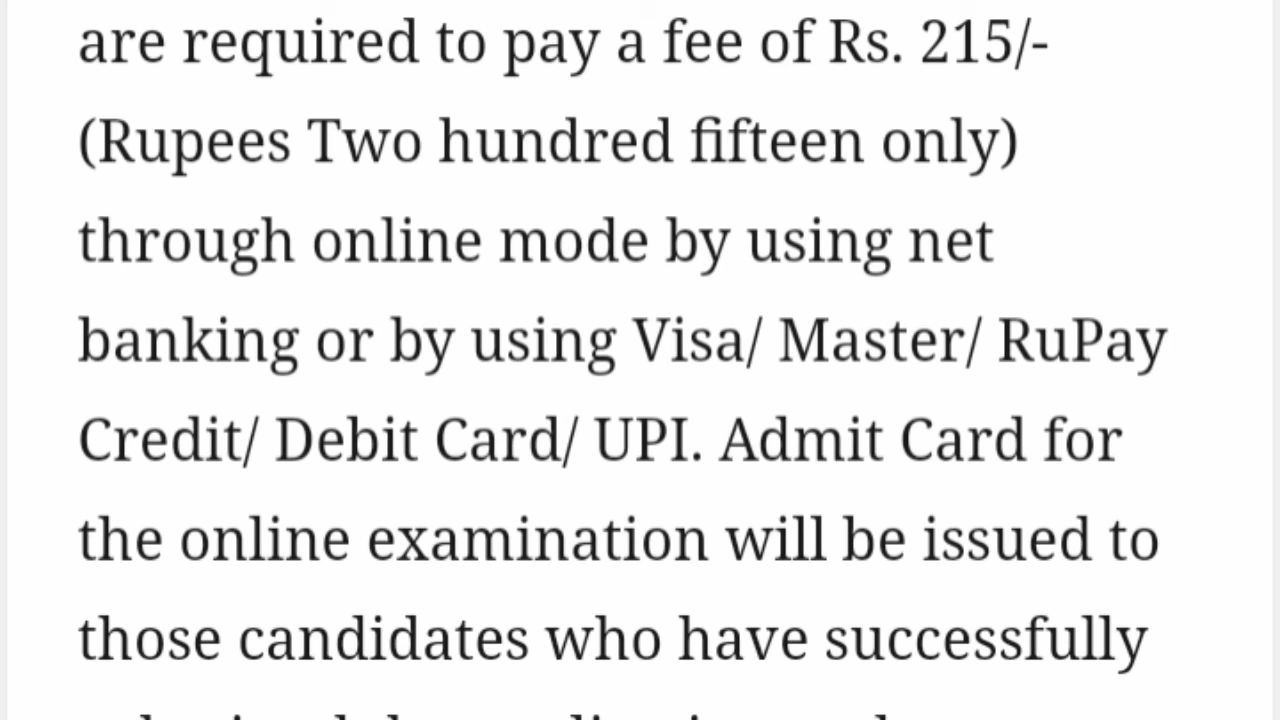 are required to pay a fee of Rs. 215/-
(Rupees Two hundred fifteen only)
through online mode by using net
banking or by using Visa/ Master/ RuPay
Credit/ Debit Card/ UPI. Admit Card for
the online examination will be issued to
those candidates who have successfully